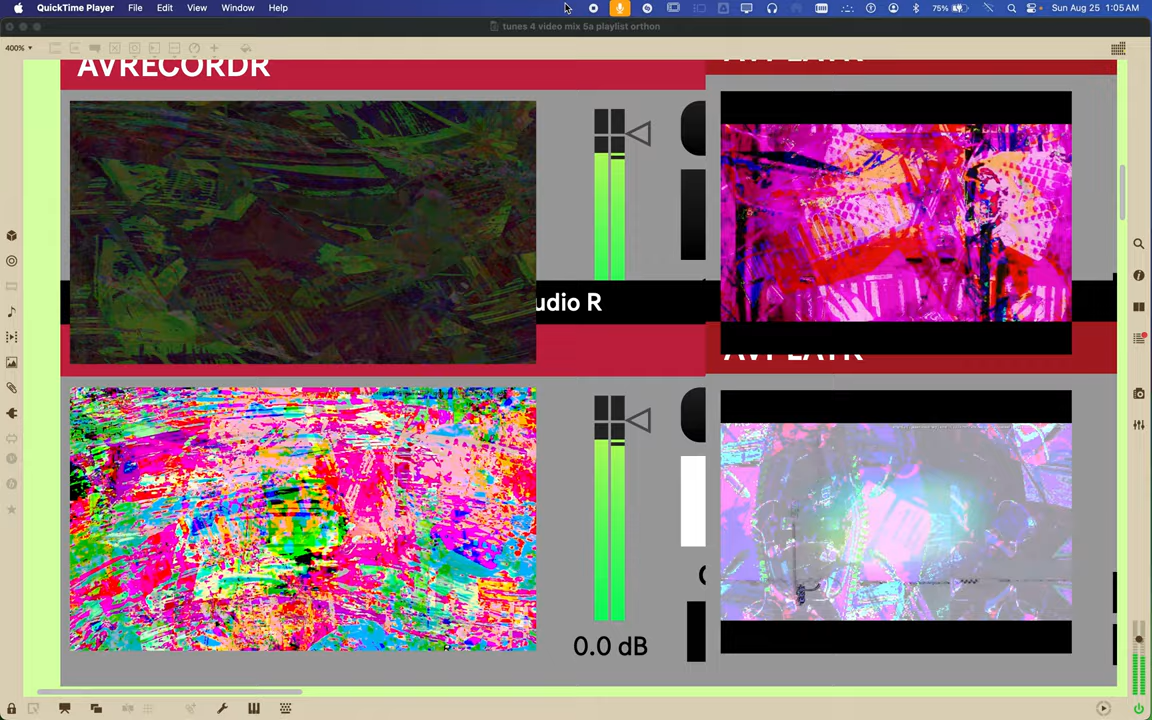 QuickTime Player File Edit View Window Help 75% Sun Aug 25 1:05 AM
tunes 4 video mix 5a playlist orthon
400%
AVRECORDR
udio R
AVPLAYR
0.0 dB